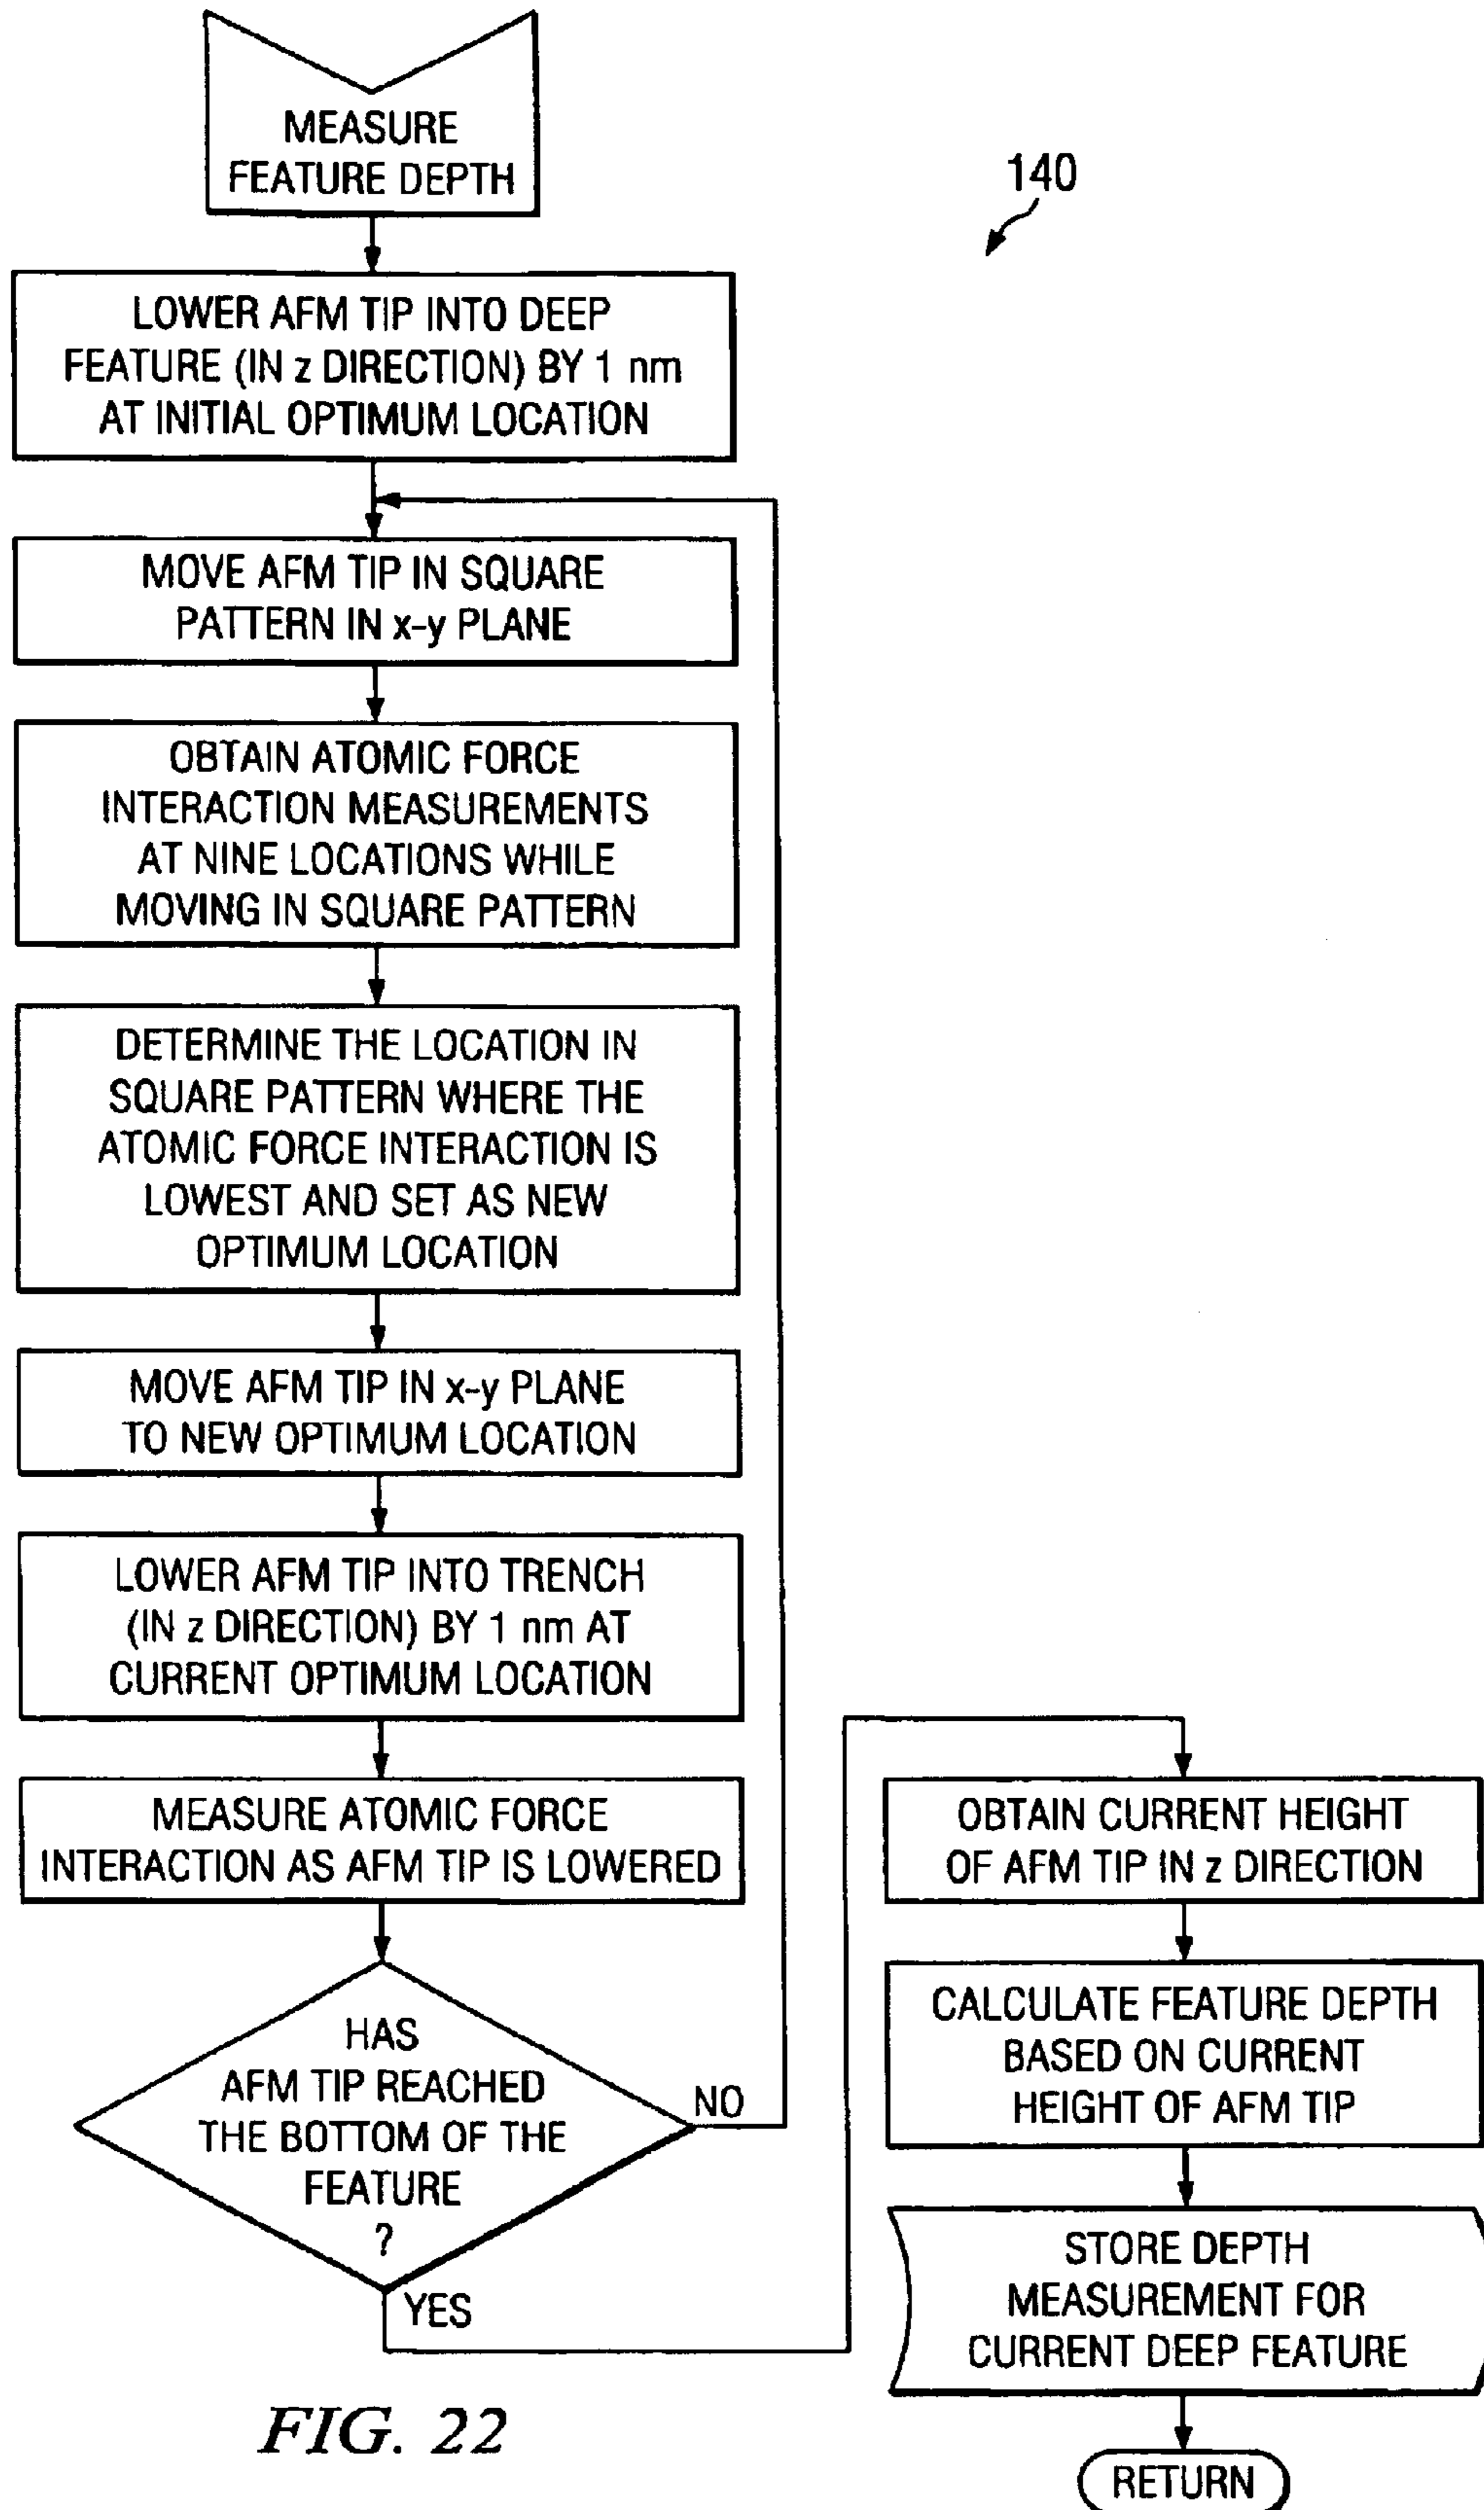 MEASURE
FEATURE DEPTH
140
LOWER AFM TIP INTO DEEP
FEATURE (IN z DIRECTION) BY 1 nm
AT INITIAL OPTIMUM LOCATION
MOVE AFM TIP IN SQUARE
PATTERN IN x-y PLANE
OBTAIN ATOMIC FORCE
INTERACTION MEASUREMENTS
AT NINE LOCATIONS WHILE
MOVING IN SQUARE PATTERN
DETERMINE THE LOCATION IN
SQUARE PATTERN WHERE THE
ATOMIC FORCE INTERACTION IS
LOWEST AND SET AS NEW
OPTIMUM LOCATION
MOVE AFM TIP IN x-y PLANE
TO NEW OPTIMUM LOCATION
LOWER AFM TIP INTO TRENCH
(IN z DIRECTION) BY 1 nm AT
CURRENT OPTIMUM LOCATION
MEASURE ATOMIC FORCE
INTERACTION AS AFM TIP IS LOWERED
HAS
AFM TIP REACHED
THE BOTTOM OF THE
FEATURE
?
NO
YES
OBTAIN CURRENT HEIGHT
OF AFM TIP IN z DIRECTION
CALCULATE FEATURE DEPTH
BASED ON CURRENT
HEIGHT OF AFM TIP
STORE DEPTH
MEASUREMENT FOR
CURRENT DEEP FEATURE
RETURN
FIG. 22